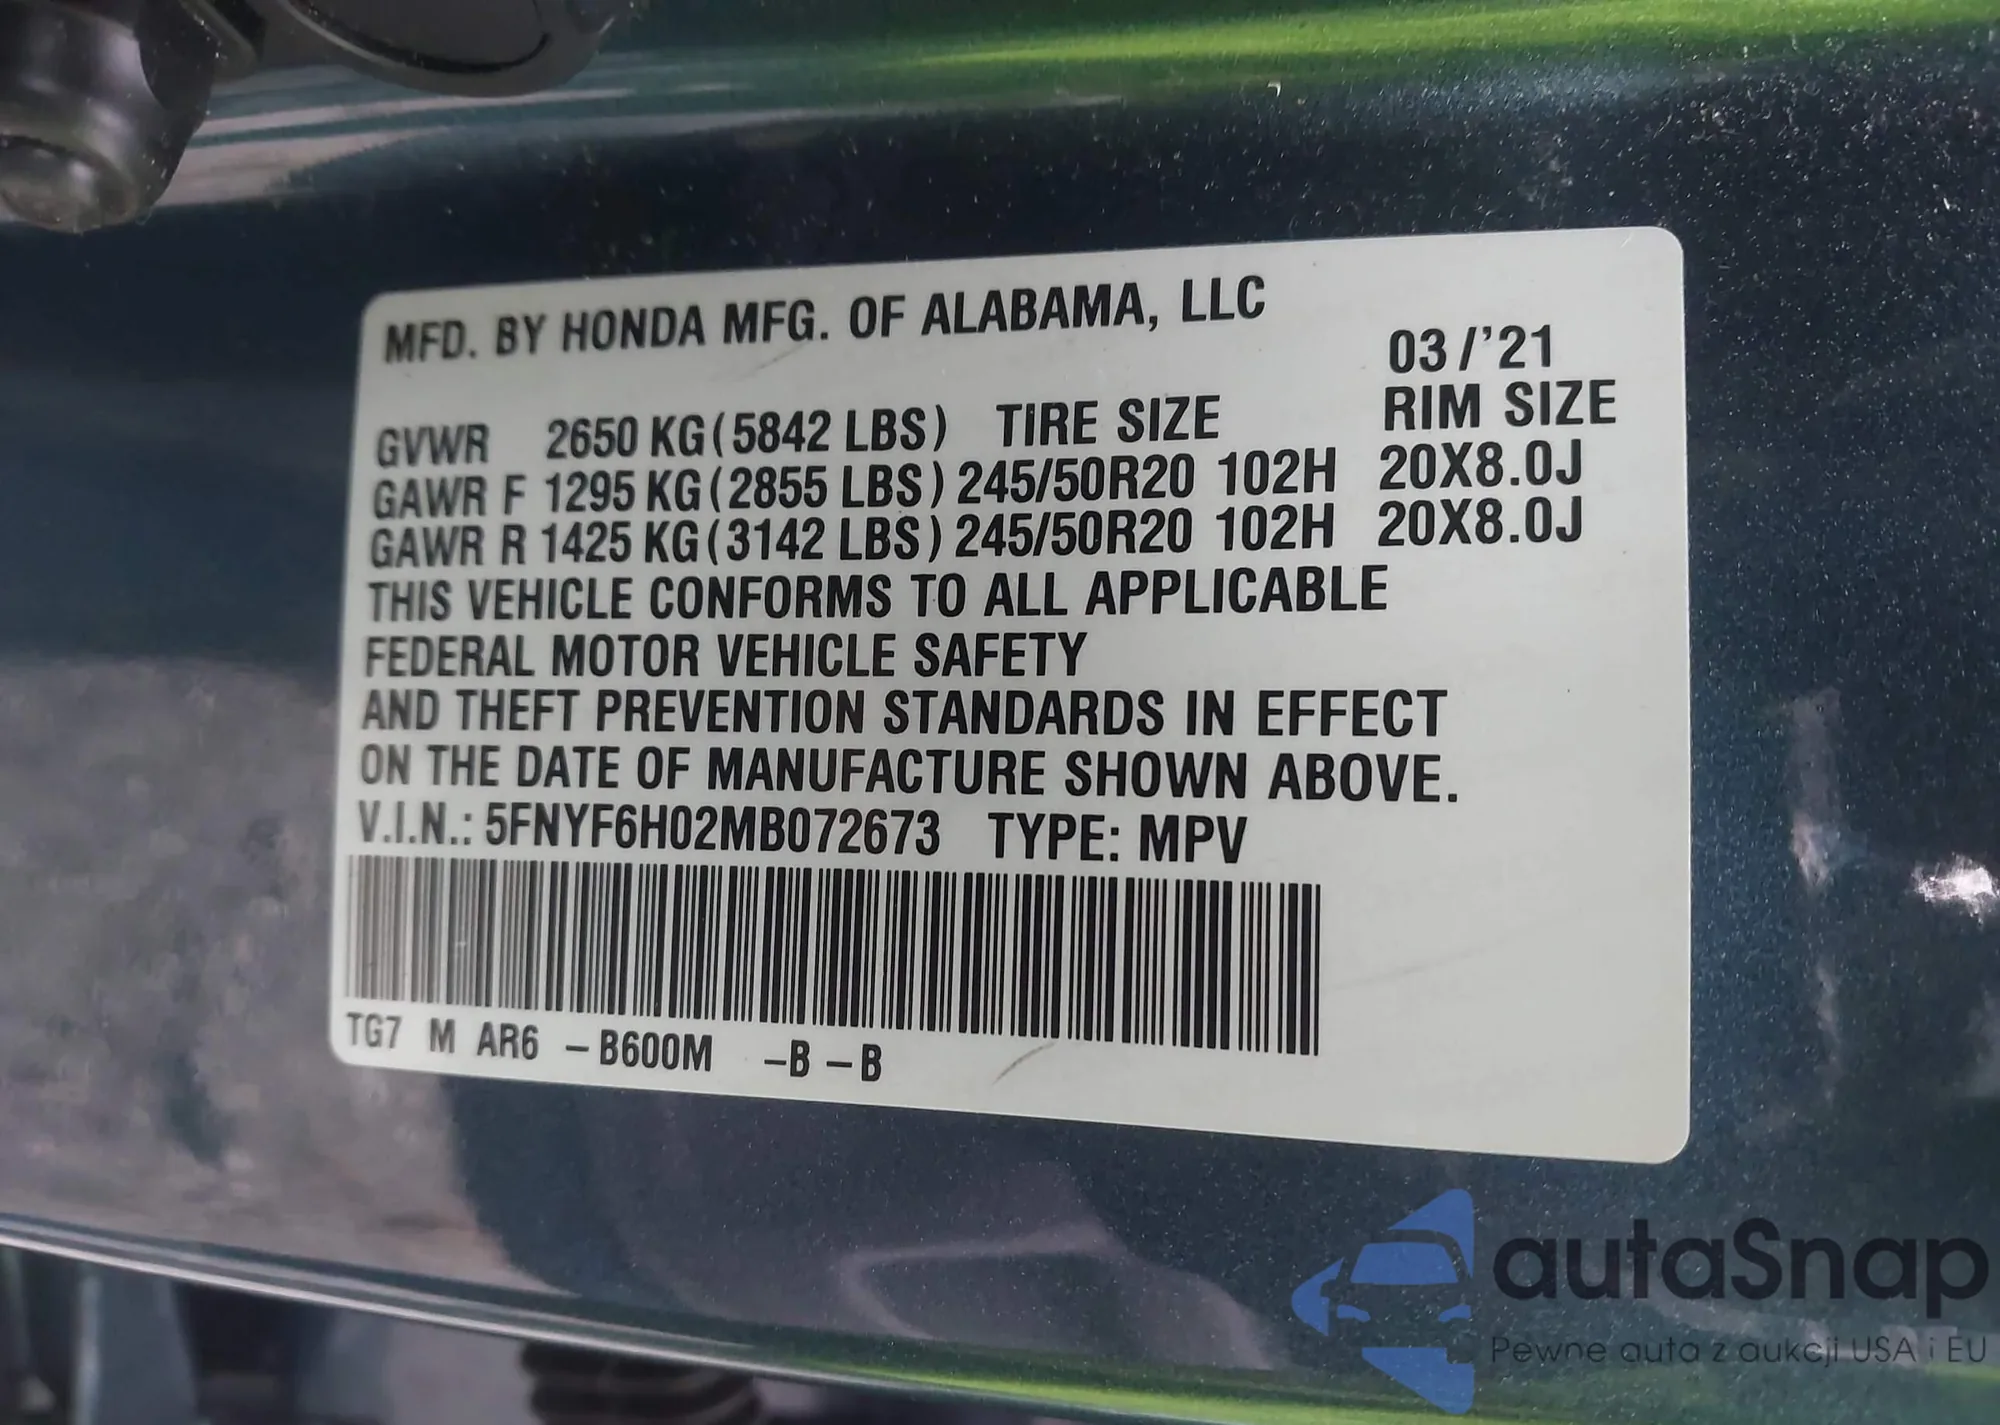 MFD. BY HONDA MFG. OF ALABAMA, LLC
03/'21
GVWR 2650 KG (5842 LBS) TIRE SIZE RIM SIZE
GAWR F 1295 KG (2855 LBS) 245/50R20 102H 20X8.0J
GAWR R 1425 KG (3142 LBS) 245/50R20 102H 20X8.0J
THIS VEHICLE CONFORMS TO ALL APPLICABLE
FEDERAL MOTOR VEHICLE SAFETY
AND THEFT PREVENTION STANDARDS IN EFFECT
ON THE DATE OF MANUFACTURE SHOWN ABOVE.
V.I.N.: 5FNYF6H02MB072673 TYPE: MPV
TG7 M AR6 -B600M -B -B
autaSnap
Pewne auta z aukcji USA i EU